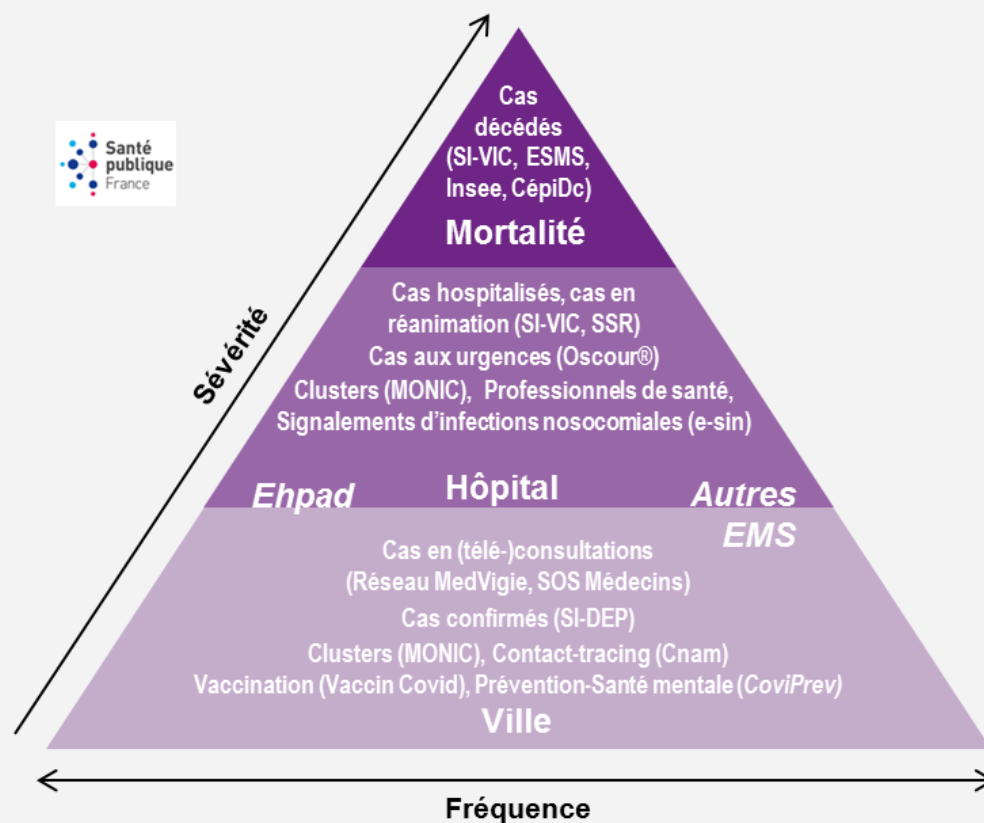 Santé
publique
France
Sévérité
Cas
décédés
(SI-VIC, ESMS,
Insee, CépiDc)
Mortalité
Cas hospitalisés, cas en
réanimation (SI-VIC, SSR)
Cas aux urgences (Oscour®)
Clusters (MONIC), Professionnels de santé,
Signalements d’infections nosocomiales (e-sin)
Ehpad
Hôpital
Autres
EMS
Cas en (télé-)consultations
(Réseau MedVigie, SOS Médecins)
Cas confirmés (SI-DEP)
Clusters (MONIC), Contact-tracing (Cnam)
Vaccination (Vaccin Covid), Prévention-Santé mentale (CoviPrev)
Ville
Fréquence